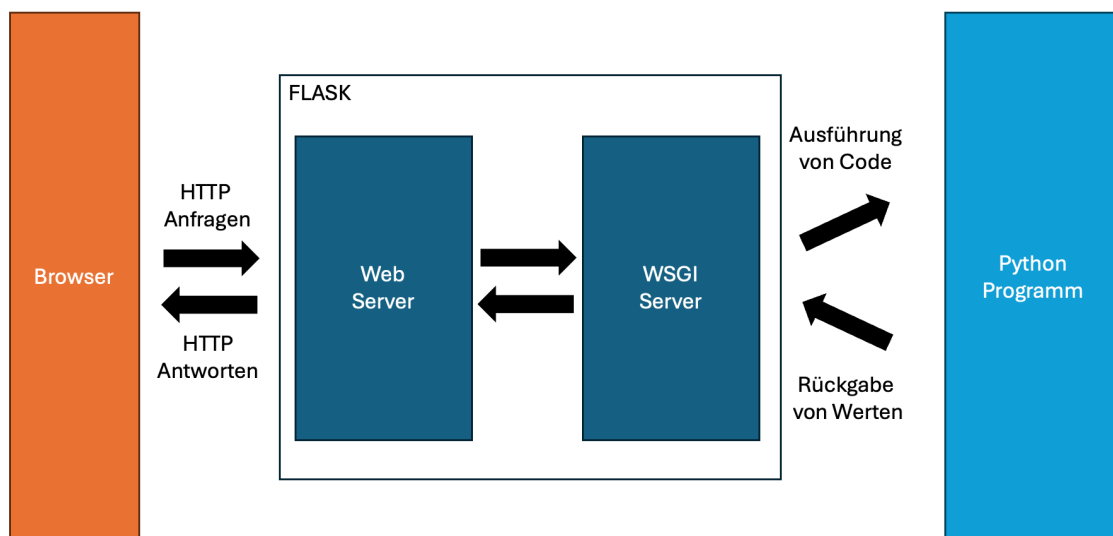 FLASK
Ausführung
von Code
HTTP
Anfragen
Browser
Web
Server
WSGI
Server
Python
Programm
HTTP
Antworten
Rückgabe
von Werten